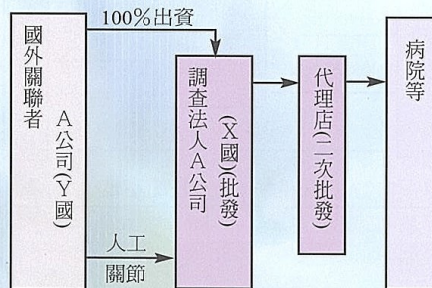 國外關聯者
A公司(Y國)
100%出資
人工
關節
調查法人A公司
(X國)(批發)
代理店(二次批發)
病院等